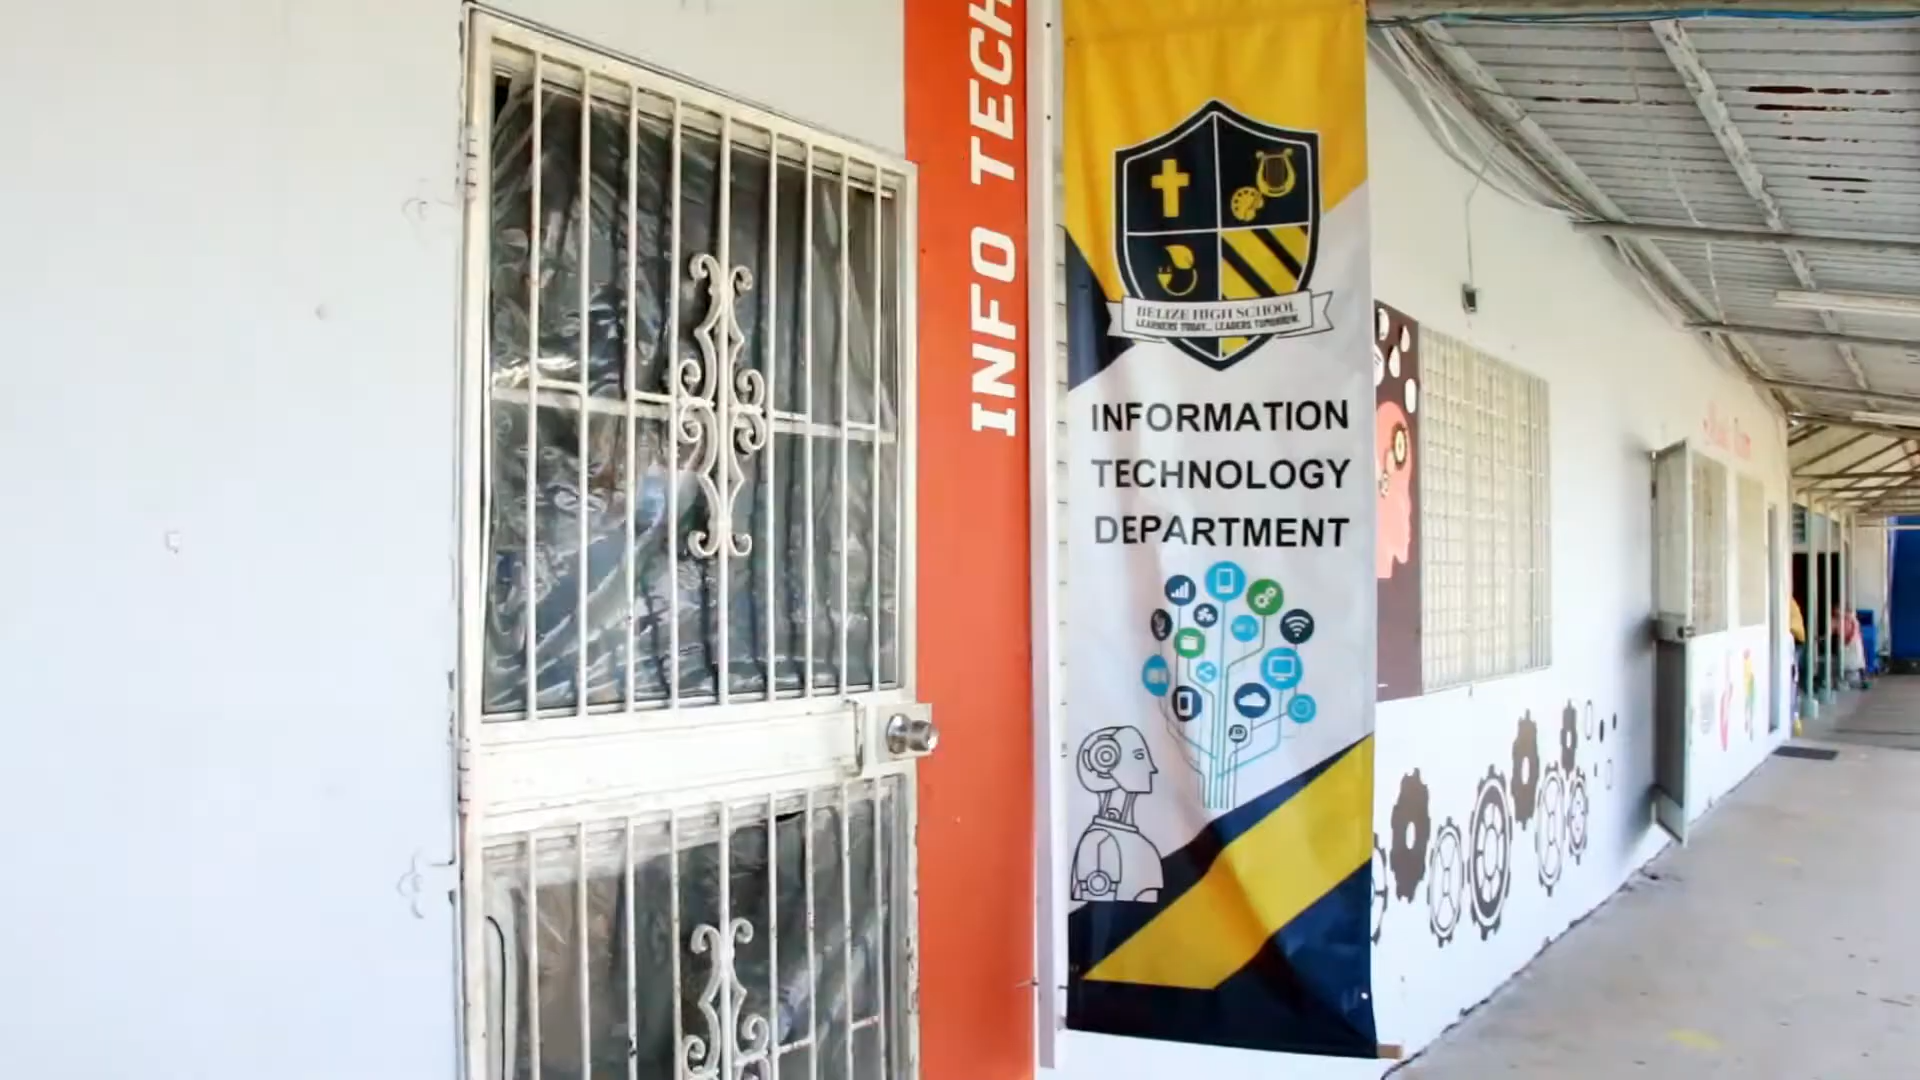 INFO TECH
BELIZE HIGH SCHOOL
LEARNERS TODAY... LEADERS TOMORROW.
INFORMATION
TECHNOLOGY
DEPARTMENT